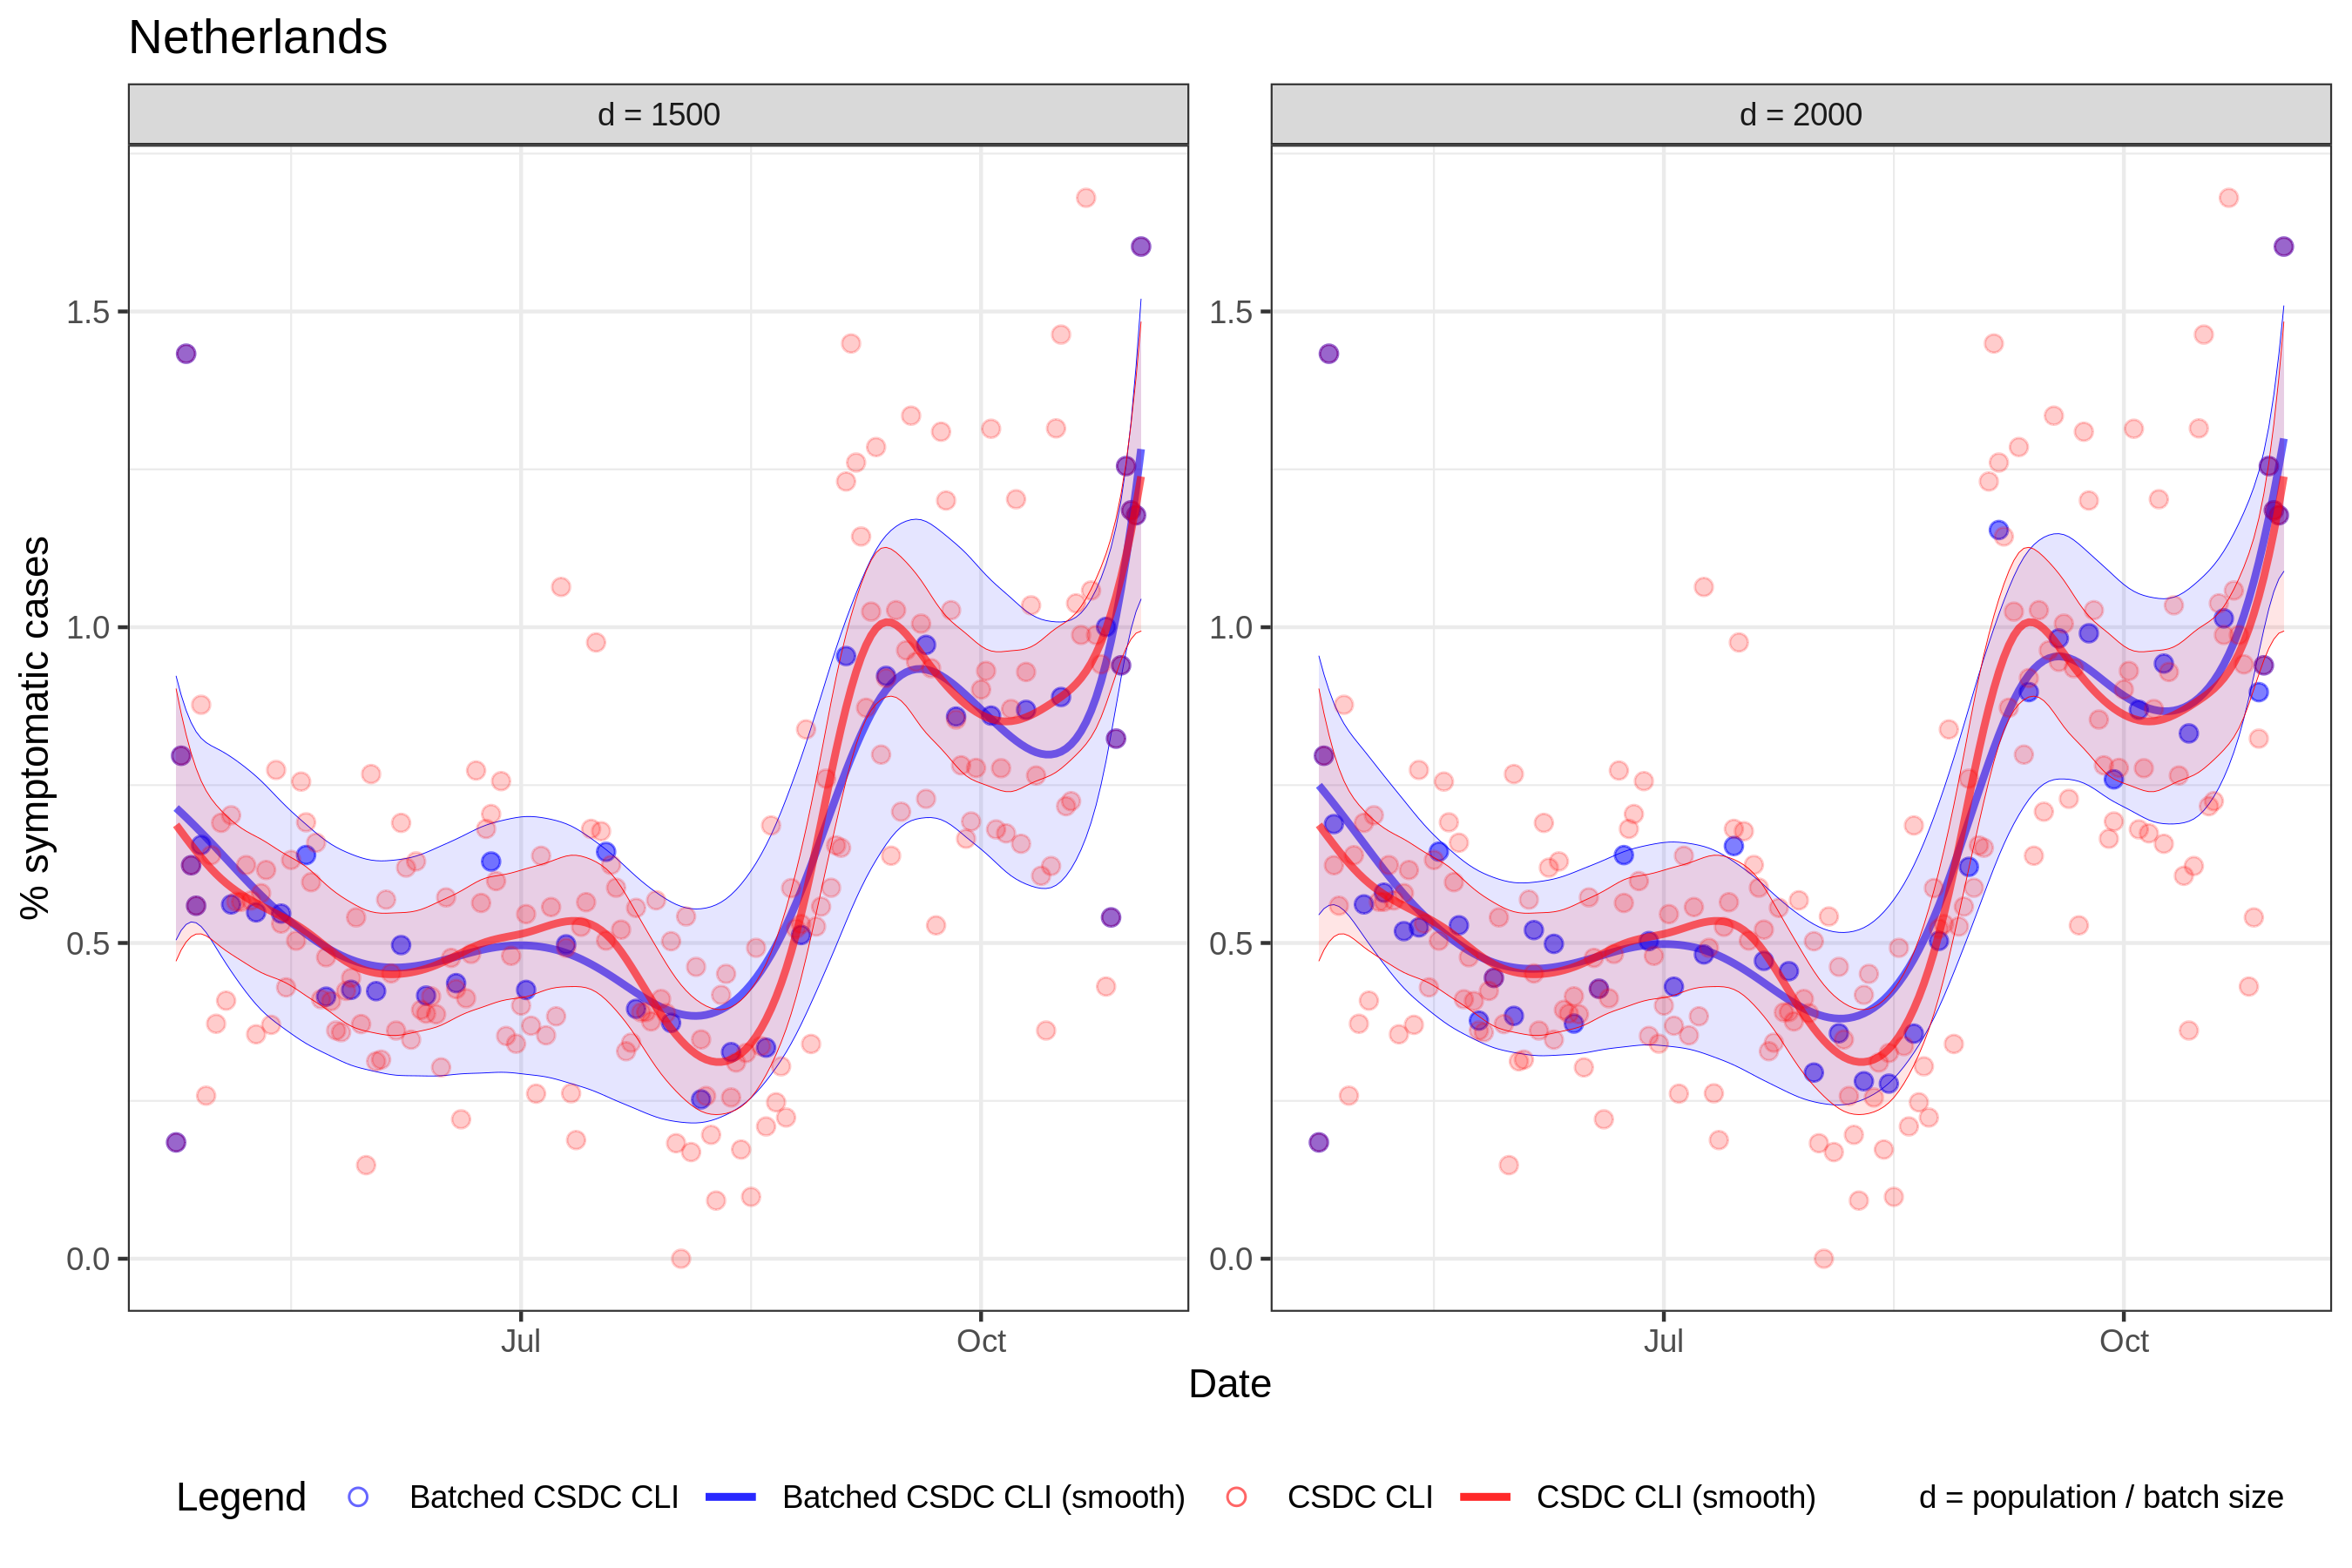 Netherlands
d = 1500
d = 2000
% symptomatic cases
1.5
1.0
0.5
0.0
1.5
1.0
0.5
0.0
Jul
Oct
Jul
Oct
Date
Legend
Batched CSDC CLI
Batched CSDC CLI (smooth)
CSDC CLI
CSDC CLI (smooth)
d = population / batch size